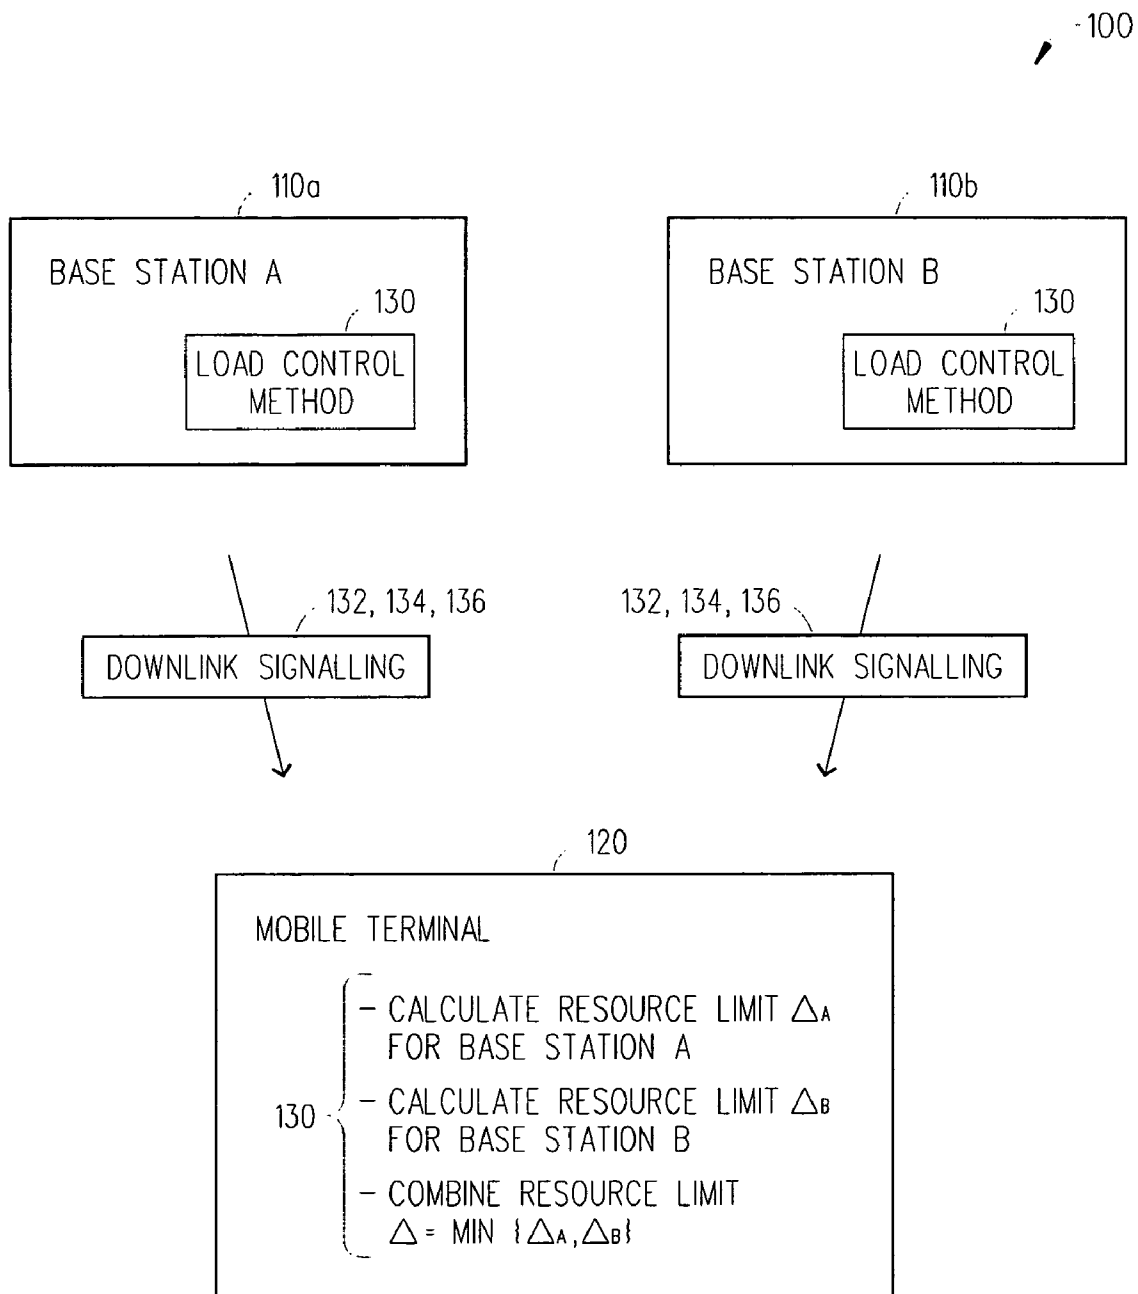 100
110a
110b
BASE STATION A
BASE STATION B
130
130
LOAD CONTROL
METHOD
LOAD CONTROL
METHOD
132, 134, 136
132, 134, 136
DOWNLINK SIGNALLING
DOWNLINK SIGNALLING
120
MOBILE TERMINAL
130
- CALCULATE RESOURCE LIMIT △A
FOR BASE STATION A
- CALCULATE RESOURCE LIMIT △B
FOR BASE STATION B
- COMBINE RESOURCE LIMIT
△ = MIN {△A, △B}